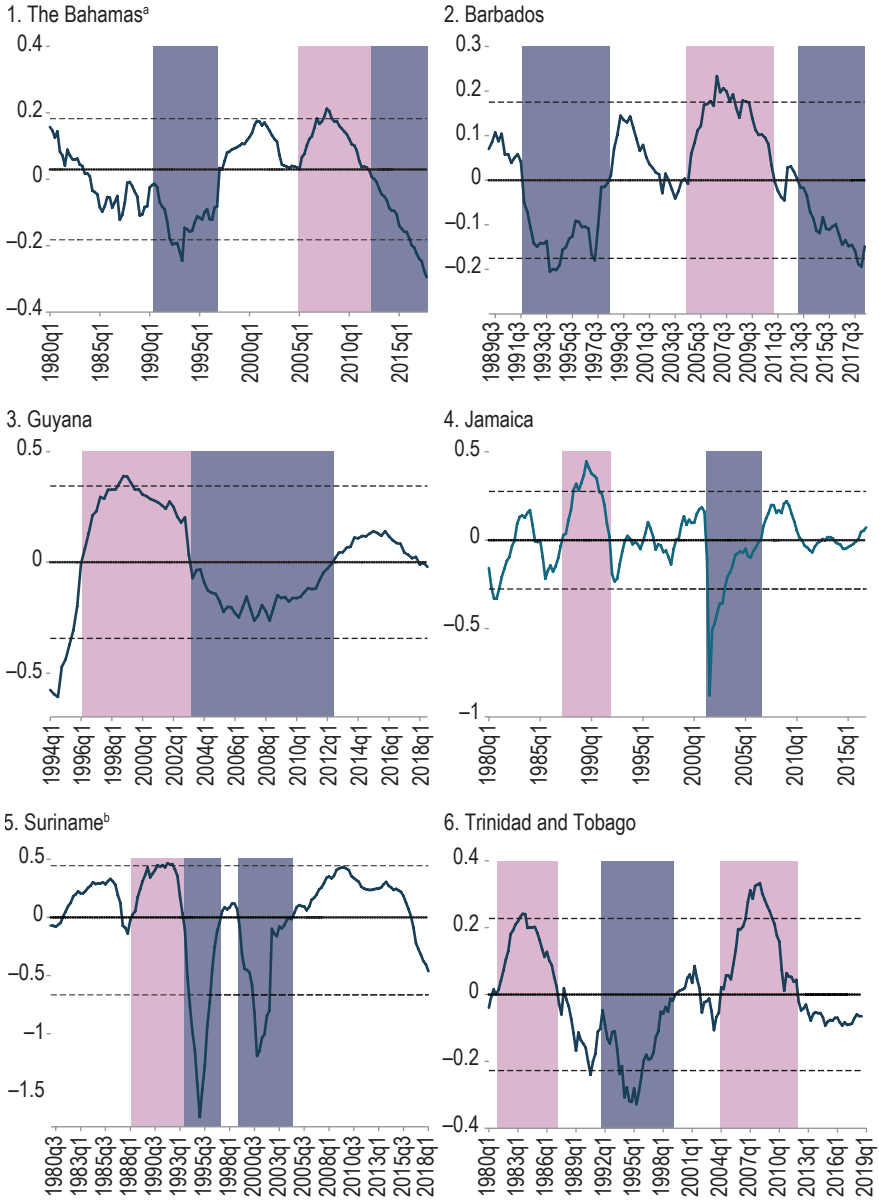 1. The Bahamasᵃ
0.4
0.2
0
–0.2
–0.4
1980q1
1985q1
1990q1
1995q1
2000q1
2005q1
2010q1
2015q1
2. Barbados
0.3
0.2
0.1
0
–0.1
–0.2
1989q3
1991q3
1993q3
1995q3
1997q3
1999q3
2001q3
2003q3
2005q3
2007q3
2009q3
2011q3
2013q3
2015q3
2017q3
3. Guyana
0.5
0
–0.5
1994q1
1996q1
1998q1
2000q1
2002q1
2004q1
2006q1
2008q1
2010q1
2012q1
2014q1
2016q1
2018q1
4. Jamaica
0.5
0
–0.5
–1
1980q1
1985q1
1990q1
1995q1
2000q1
2005q1
2010q1
2015q1
5. Surinameᵇ
0.5
0
–0.5
–1
–1.5
1980q3
1983q1
1985q3
1988q1
1990q3
1993q1
1995q3
1998q1
2000q3
2003q1
2005q3
2008q1
2010q3
2013q1
2015q3
2018q1
6. Trinidad and Tobago
0.4
0.2
0
–0.2
–0.4
1980q1
1983q1
1986q1
1989q1
1992q1
1995q1
1998q1
2001q1
2004q1
2007q1
2010q1
2013q1
2016q1
2019q1